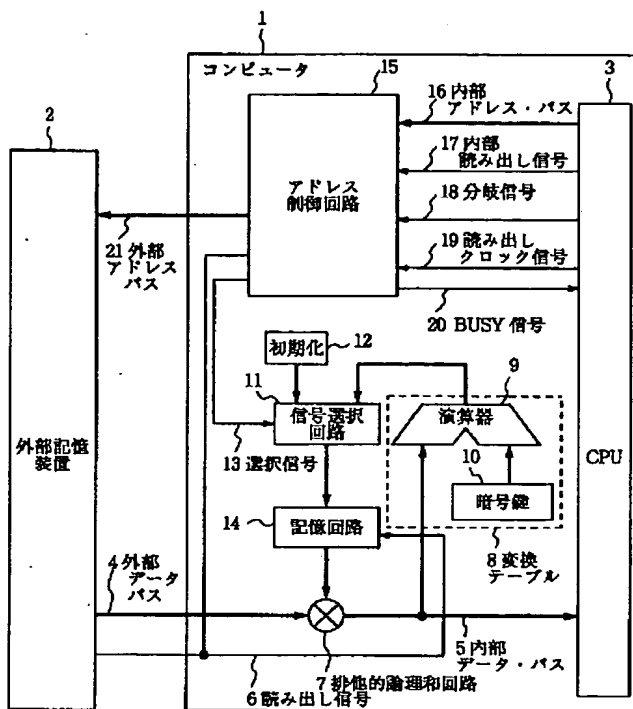 1
コンピュータ
15
3
2
16 内部
アドレス・バス
17 内部
読み出し信号
アドレス
制御回路
18 分岐信号
19 読み出し
クロック信号
21 外部
アドレス
バス
20 BUSY 信号
初期化
12
11
信号選択
回路
9
演算器
外部記憶
装置
13 選択信号
10
暗号鍵
CPU
14
記憶回路
8 変換
テーブル
4 外部
データ
バス
5 内部
データ・バス
7 排他的論理和回路
6 読み出し信号